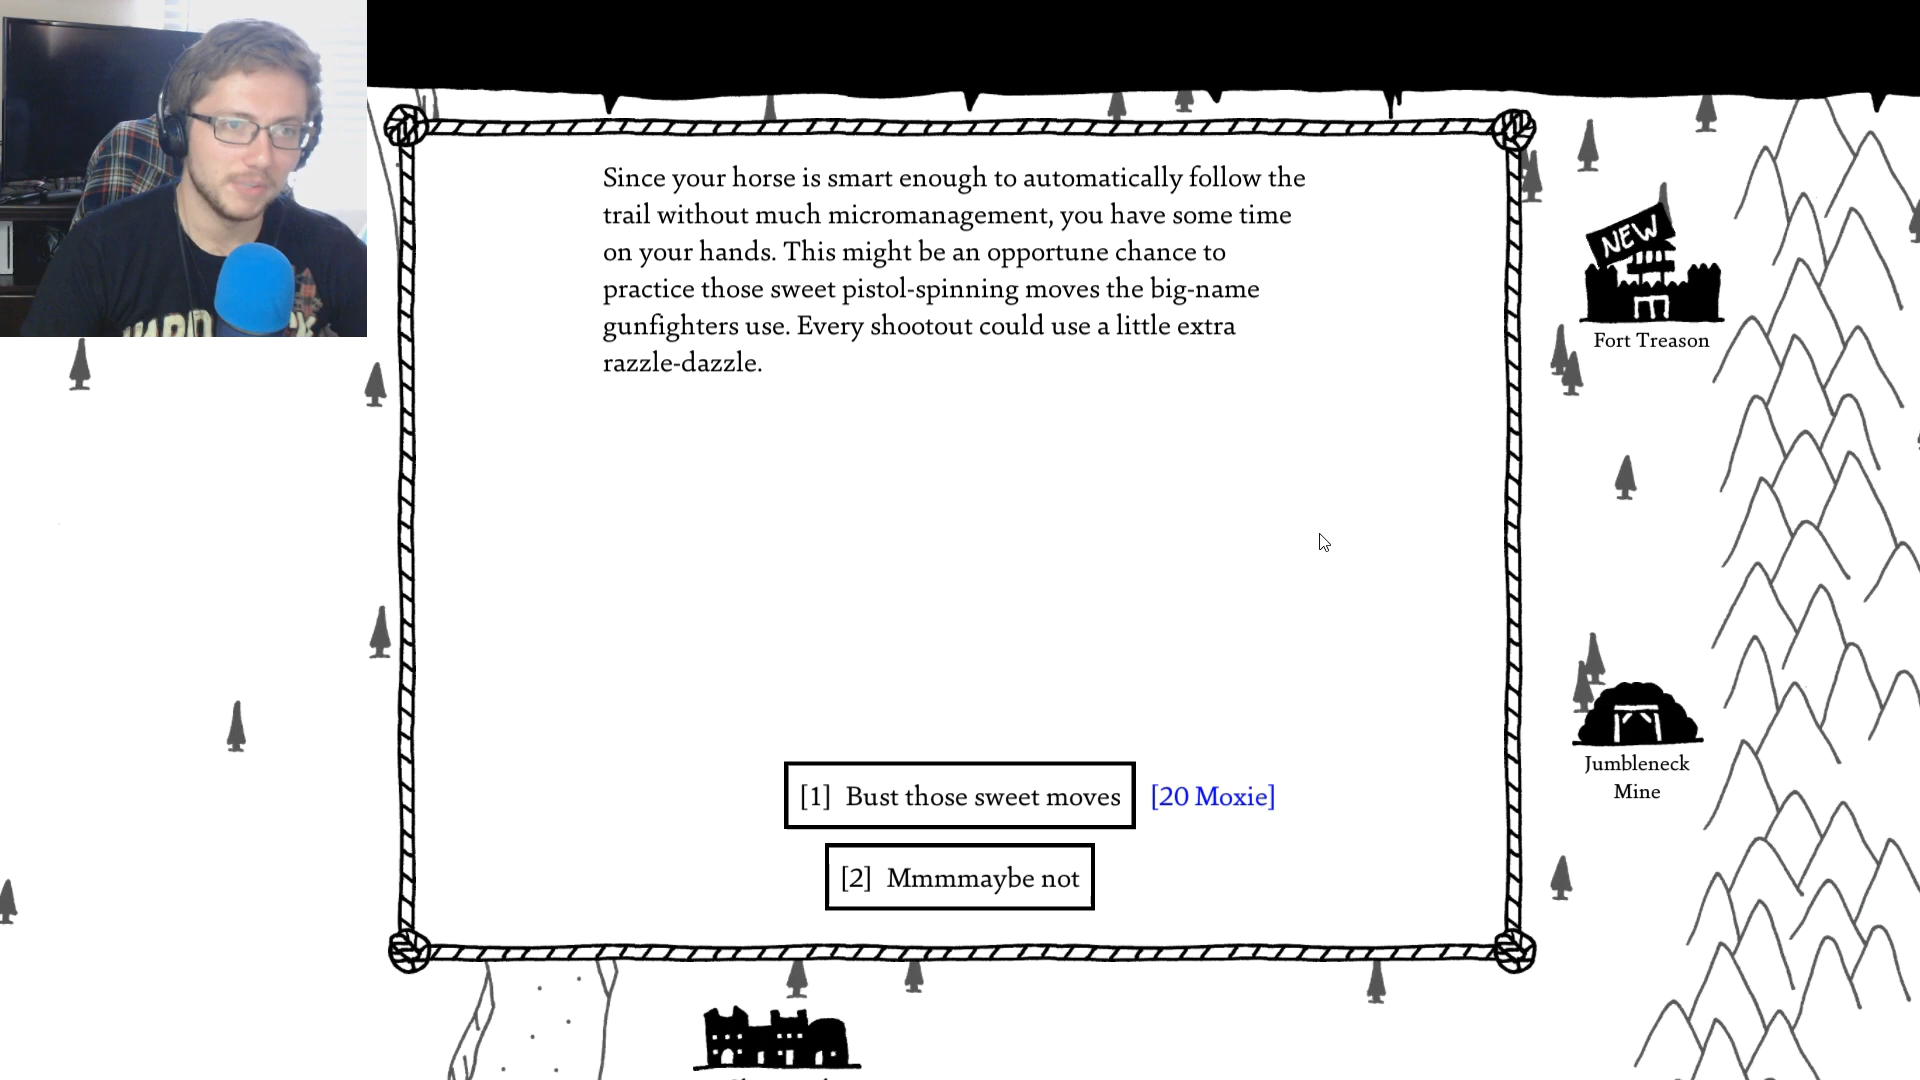 Since your horse is smart enough to automatically follow the
trail without much micromanagement, you have some time
on your hands. This might be an opportune chance to
practice those sweet pistol-spinning moves the big-name
gunfighters use. Every shootout could use a little extra
razzle-dazzle.
NEW
Fort Treason
Jumbleneck
Mine
[1] Bust those sweet moves [20 Moxie]
[2] Mmmmaybe not